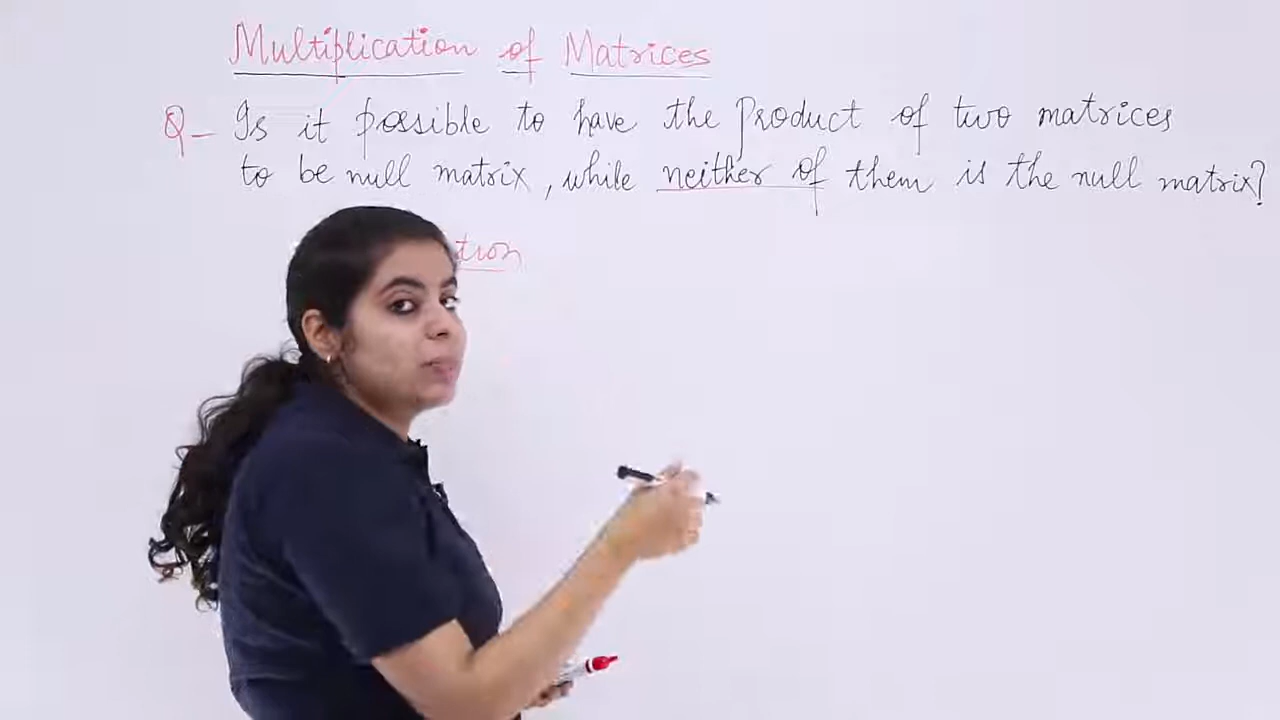 Multiplication of Matrices
Q- Is it possible to have the product of two matrices
to be null matrix, while neither of them is the null matrix?